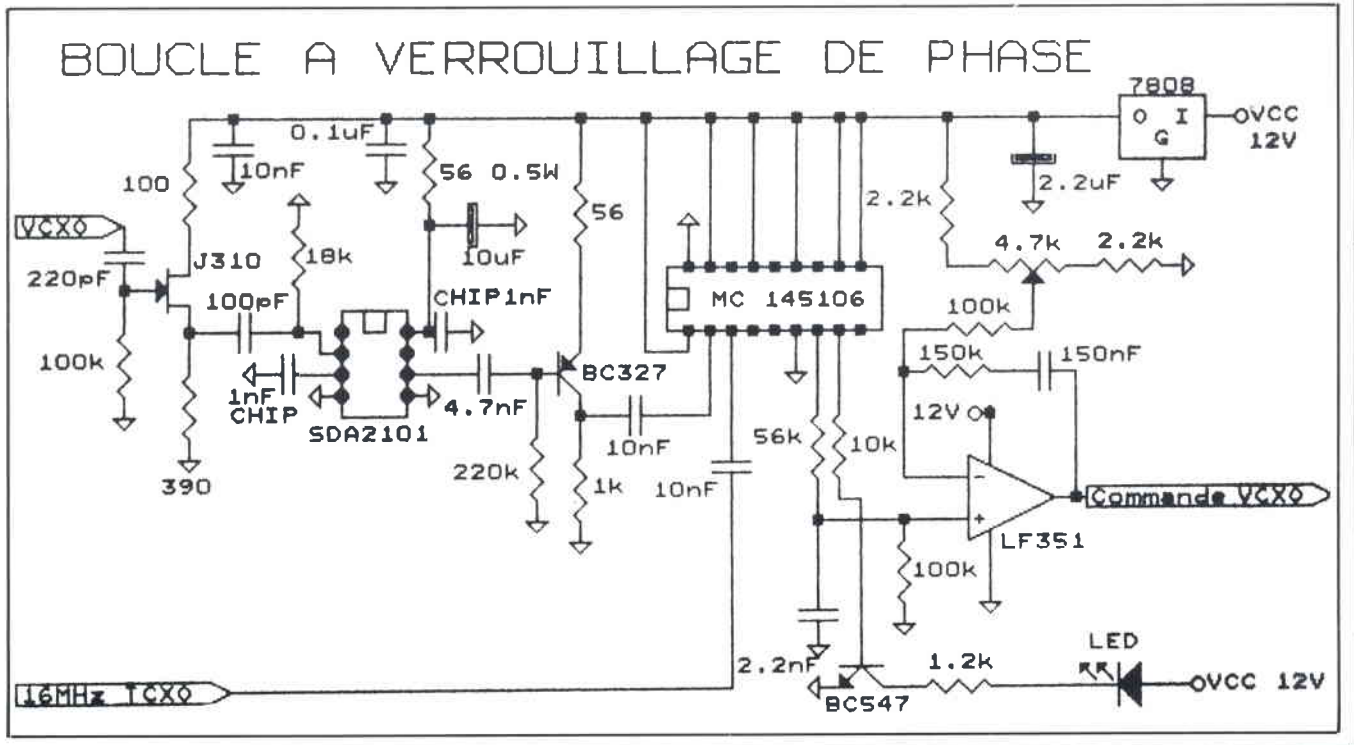 BOUCLE A VERROUILLAGE DE PHASE
7808
O I
G
VCC
12V
0.1uF
10nF
100
56 0.5W
56
2.2uF
2.2k
VCXO
J310
220pF
18k
10uF
4.7k
2.2k
100pF
CHIP1nF
MC 145106
100k
100k
150k
150nF
BC327
1nF
CHIP
4.7nF
12V
SDA2101
10nF
56k
10k
220k
1k
10nF
390
-
+
Commande VCXO
LF351
100k
LED
2.2nF
1.2k
16MHz TCXO
BC547
VCC 12V